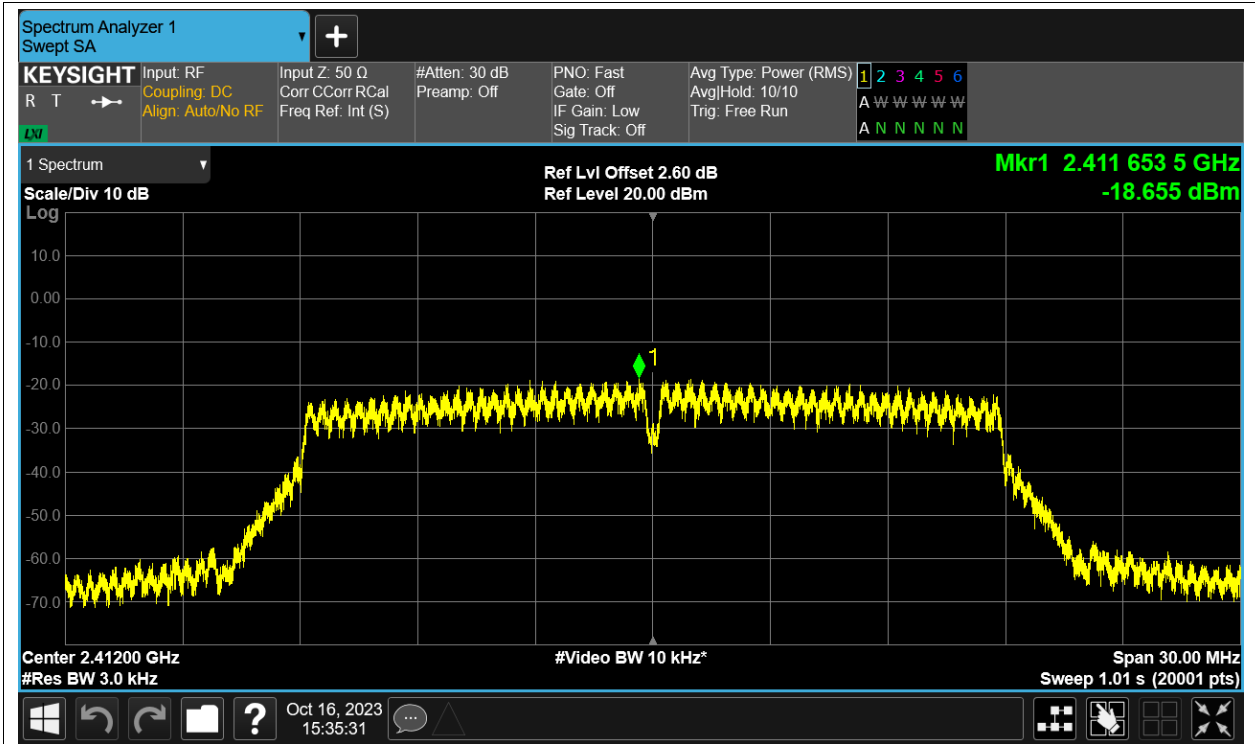 Spectrum Analyzer 1
Swept SA
KEYSIGHT
R T
LXI
Input: RF
Coupling: DC
Align: Auto/No RF
Input Z: 50 Ω
Corr CCorr RCal
Freq Ref: Int (S)
#Atten: 30 dB
Preamp: Off
PNO: Fast
Gate: Off
IF Gain: Low
Sig Track: Off
Avg Type: Power (RMS)
Avg|Hold: 10/10
Trig: Free Run
1 2 3 4 5 6
A W W W W W
A N N N N N
1 Spectrum
Scale/Div 10 dB
Log
Ref Lvl Offset 2.60 dB
Ref Level 20.00 dBm
Mkr1 2.411 653 5 GHz
-18.655 dBm
10.0
0.00
-10.0
-20.0
-30.0
-40.0
-50.0
-60.0
-70.0
1
Center 2.41200 GHz
#Res BW 3.0 kHz
#Video BW 10 kHz*
Span 30.00 MHz
Sweep 1.01 s (20001 pts)
?
Oct 16, 2023
15:35:31